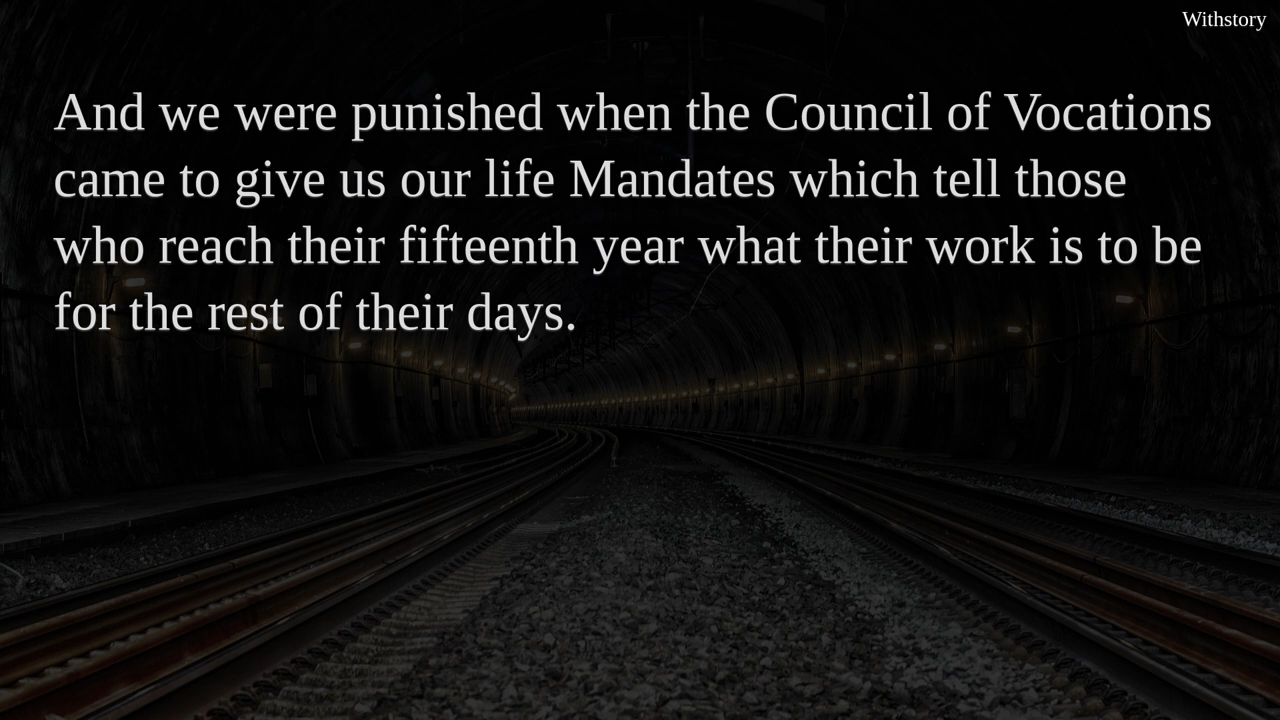 Withstory
And we were punished when the Council of Vocations
came to give us our life Mandates which tell those
who reach their fifteenth year what their work is to be
for the rest of their days.